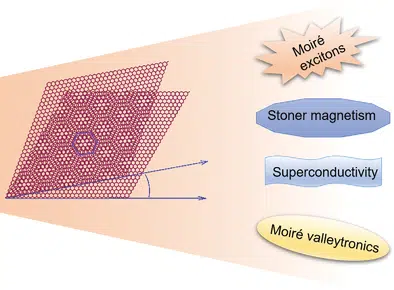 Moiré
excitons
Stoner magnetism
Superconductivity
Moiré valleytronics